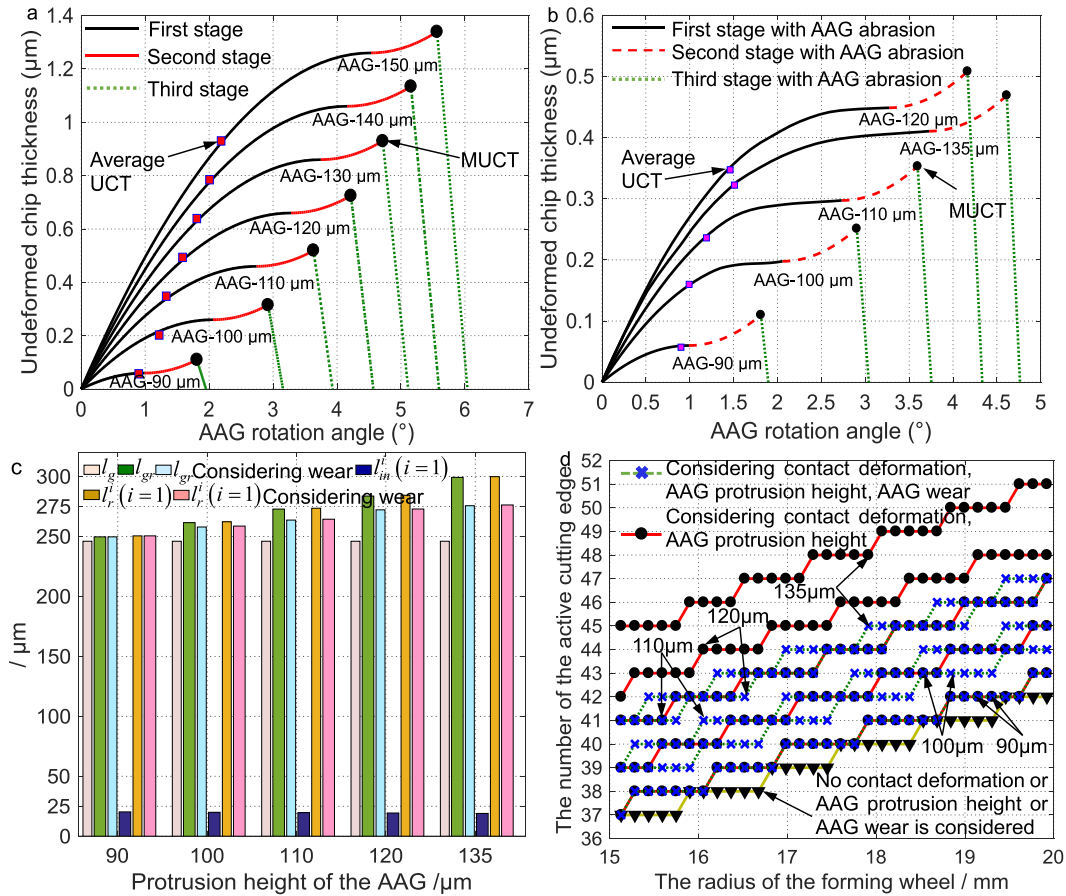 a
Undeformed chip thickness (µm)
1.4
1.2
1
0.8
0.6
0.4
0.2
0
First stage
Second stage
Third stage
AAG-150 µm
AAG-140 µm
AAG-130 µm
AAG-120 µm
AAG-110 µm
AAG-100 µm
AAG-90 µm
Average
UCT
MUCT
0 1 2 3 4 5 6 7
AAG rotation angle (°)
b
Undeformed chip thickness (µm)
0.6
0.5
0.4
0.3
0.2
0.1
0
First stage with AAG abrasion
Second stage with AAG abrasion
Third stage with AAG abrasion
AAG-120 µm
AAG-135 µm
Average
UCT
MUCT
AAG-110 µm
AAG-100 µm
AAG-90 µm
0 0.5 1 1.5 2 2.5 3 3.5 4 4.5 5
AAG rotation angle (°)
c
l_g l_gr l_gr Considering wear l_in^i (i=1)
l_r^i (i=1) l_r^i (i=1) Considering wear
/ µm
300
275
250
200
150
100
50
25
0
90 100 110 120 135
Protrusion height of the AAG /µm
d
The number of the active cutting edge
52
51
50
49
48
47
46
45
44
43
42
41
40
39
38
37
36
Considering contact deformation,
AAG protrusion height, AAG wear
Considering contact deformation,
AAG protrusion height
135µm
120µm
110µm
100µm
90µm
No contact deformation or
AAG protrusion height or
AAG wear is considered
15 16 17 18 19 20
The radius of the forming wheel / mm